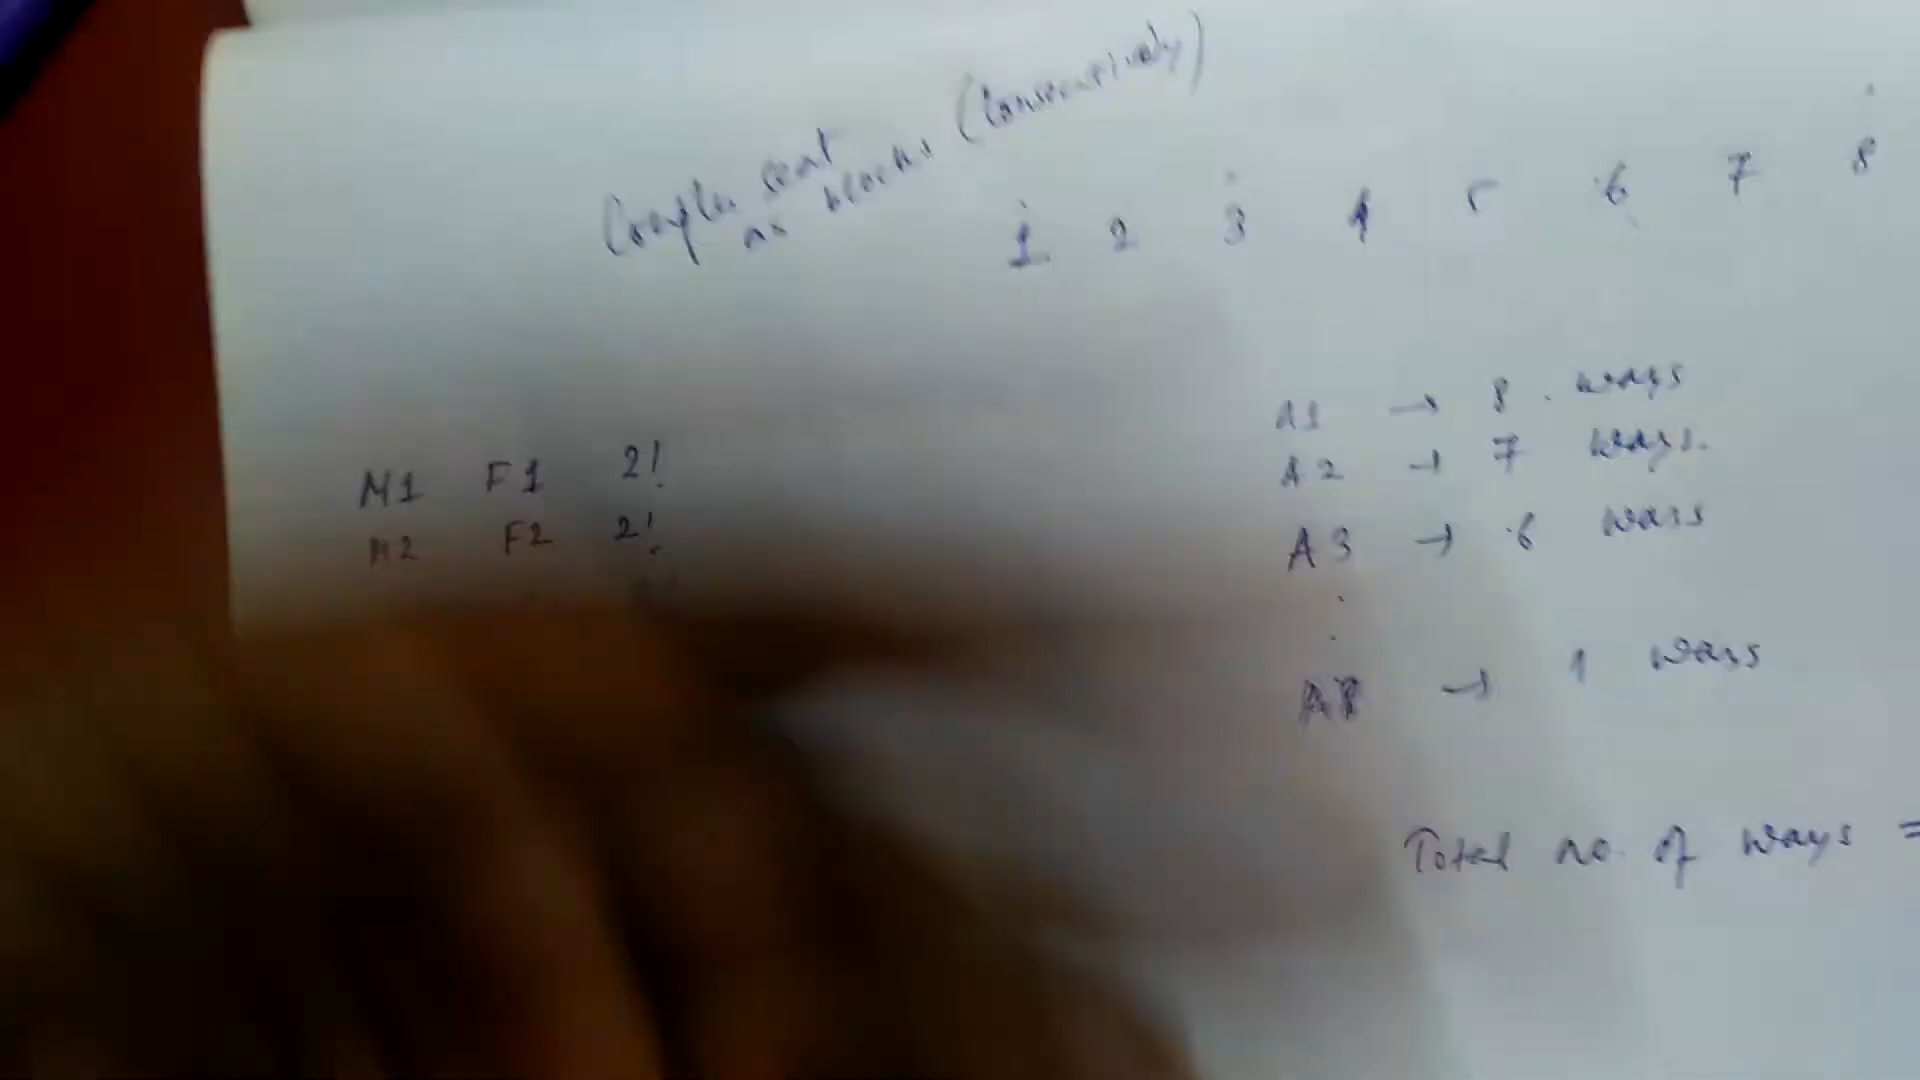 Couples seat
as blocks (Consecutively)
1 2 3 4 5 6 7 8
M1 F1 2!
M2 F2 2!
A1 → 8 ways
A2 → 7 ways.
A3 → 6 ways
.
.
A8 → 1 ways
Total no. of ways =